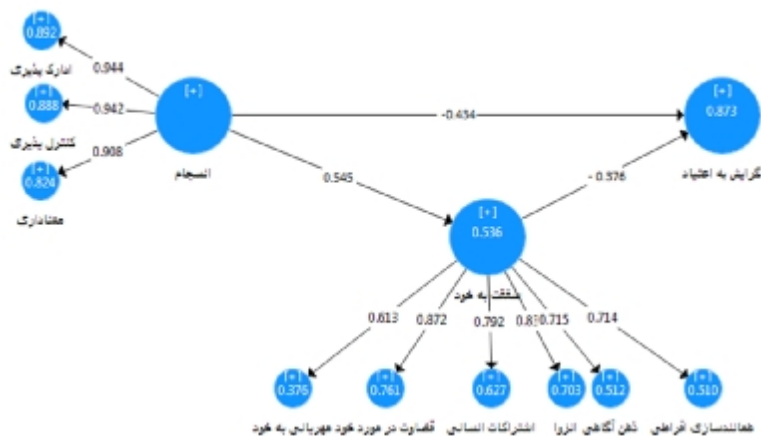 [+]
0.892
ادراک پذیری
[+]
0.888
کنترل پذیری
[+]
0.824
معناداری
0.944
0.942
0.908
[+]
انسجام
-0.434
0.545
[+]
0.873
گرایش به اعتیاد
-0.376
[+]
0.536
شفقت به خود
0.613
0.872
0.792
0.715
0.714
[+]
0.376
مهربانی به خود
[+]
0.761
قضاوت در مورد خود
[+]
0.627
اشتراکات انسانی
[+]
0.703
انزوا
[+]
0.512
ذهن آگاهی
[+]
0.510
همانندسازی فراطی